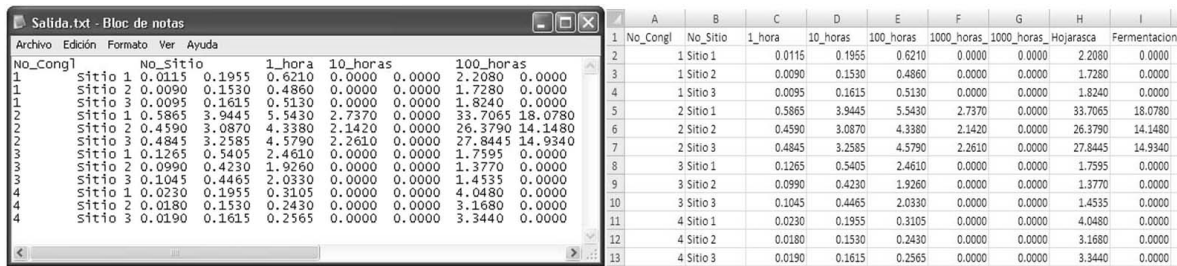 Salida.txt - Bloc de notas
Archivo Edición Formato Ver Ayuda
No_Congl No_Sitio 1_hora 10_horas 100_horas
1 Sitio 1 0.0115 0.1955 0.6210 0.0000 0.0000 2.2080 0.0000
1 Sitio 2 0.0090 0.1530 0.4860 0.0000 0.0000 1.7280 0.0000
1 Sitio 3 0.0095 0.1615 0.5130 0.0000 0.0000 1.8240 0.0000
2 Sitio 1 0.5865 3.9445 5.5430 2.7370 0.0000 33.7065 18.0780
2 Sitio 2 0.4590 3.0870 4.3380 2.1420 0.0000 26.3790 14.1480
2 Sitio 3 0.4845 3.2585 4.5790 2.2610 0.0000 27.8445 14.9340
3 Sitio 1 0.1265 0.5405 2.4610 0.0000 0.0000 1.7595 0.0000
3 Sitio 2 0.0990 0.4230 1.9260 0.0000 0.0000 1.3770 0.0000
3 Sitio 3 0.1045 0.4465 2.0330 0.0000 0.0000 1.4535 0.0000
4 Sitio 1 0.0230 0.1955 0.3105 0.0000 0.0000 4.0480 0.0000
4 Sitio 2 0.0180 0.1530 0.2430 0.0000 0.0000 3.1680 0.0000
4 Sitio 3 0.0190 0.1615 0.2565 0.0000 0.0000 3.3440 0.0000
A B C D E F G H I
1 No_Congl No_Sitio 1_hora 10_horas 100_horas 1000_horas_ 1000_horas_ Hojarasca Fermentacion
2 1 Sitio 1 0.0115 0.1955 0.6210 0.0000 0.0000 2.2080 0.0000
3 1 Sitio 2 0.0090 0.1530 0.4860 0.0000 0.0000 1.7280 0.0000
4 1 Sitio 3 0.0095 0.1615 0.5130 0.0000 0.0000 1.8240 0.0000
5 2 Sitio 1 0.5865 3.9445 5.5430 2.7370 0.0000 33.7065 18.0780
6 2 Sitio 2 0.4590 3.0870 4.3380 2.1420 0.0000 26.3790 14.1480
7 2 Sitio 3 0.4845 3.2585 4.5790 2.2610 0.0000 27.8445 14.9340
8 3 Sitio 1 0.1265 0.5405 2.4610 0.0000 0.0000 1.7595 0.0000
9 3 Sitio 2 0.0990 0.4230 1.9260 0.0000 0.0000 1.3770 0.0000
10 3 Sitio 3 0.1045 0.4465 2.0330 0.0000 0.0000 1.4535 0.0000
11 4 Sitio 1 0.0230 0.1955 0.3105 0.0000 0.0000 4.0480 0.0000
12 4 Sitio 2 0.0180 0.1530 0.2430 0.0000 0.0000 3.1680 0.0000
13 4 Sitio 3 0.0190 0.1615 0.2565 0.0000 0.0000 3.3440 0.0000